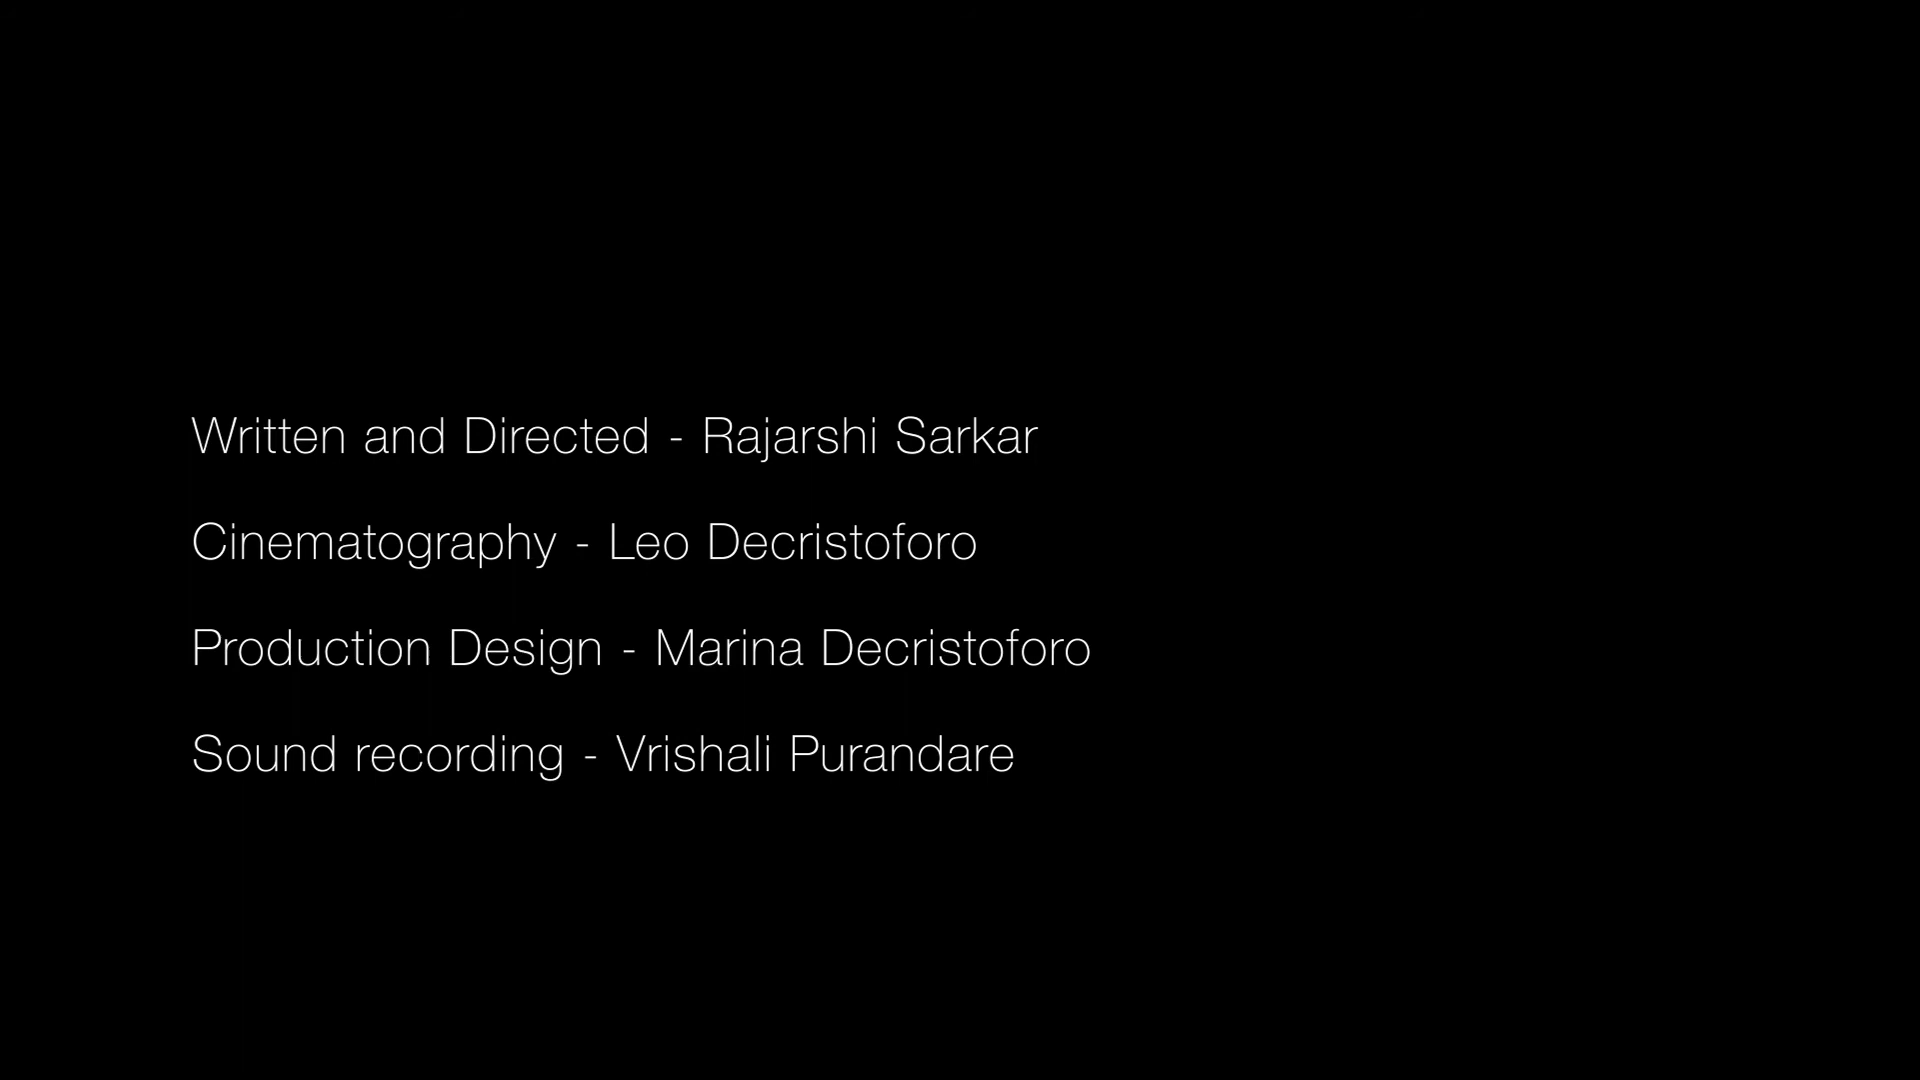 Written and Directed - Rajarshi Sarkar
Cinematography - Leo Decristoforo
Production Design - Marina Decristoforo
Sound recording - Vrishali Purandare